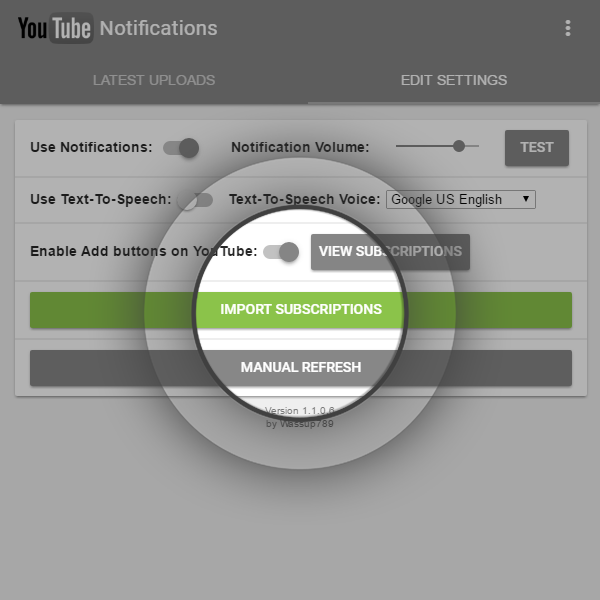 YouTube Notifications
LATEST UPLOADS EDIT SETTINGS
Use Notifications: Notification Volume: TEST
Use Text-To-Speech: Text-To-Speech Voice: Google US English
Enable Add buttons on YouTube: VIEW SUBSCRIPTIONS
IMPORT SUBSCRIPTIONS
MANUAL REFRESH
Version 1.1.0.6
by Wassup789